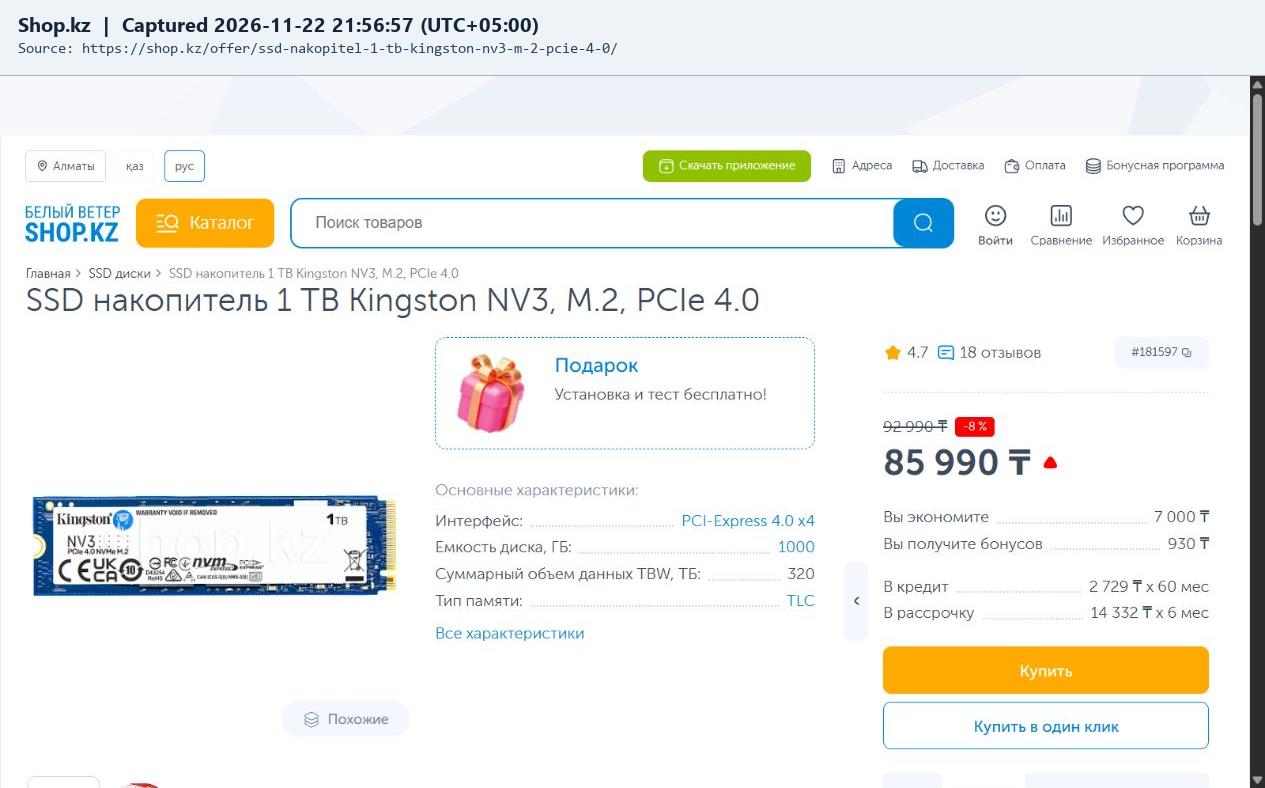 Shop.kz | Captured 2026-11-22 21:56:57 (UTC+05:00)
Source: https://shop.kz/offer/ssd-nakopitel-1-tb-kingston-nv3-m-2-pcie-4-0/
Алматы қаз рус Скачать приложение Адреса Доставка Оплата Бонусная программа
БЕЛЫЙ ВЕТЕР
SHOP.KZ
Каталог
Поиск товаров
Войти Сравнение Избранное Корзина
Главная > SSD диски > SSD накопитель 1 TB Kingston NV3, M.2, PCIe 4.0
SSD накопитель 1 TB Kingston NV3, M.2, PCIe 4.0
WARRANTY VOID IF REMOVED
Kingston
1TB
NV3
PCIe 4.0 NVMe M.2
shop.kz
Похожие
Подарок
Установка и тест бесплатно!
Основные характеристики:
Интерфейс: PCI-Express 4.0 x4
Емкость диска, ГБ: 1000
Суммарный объем данных TBW, ТБ: 320
Тип памяти: TLC
Все характеристики
4.7 18 отзывов #181597
92 990 ₸ -8 %
85 990 ₸
Вы экономите 7 000 ₸
Вы получите бонусов 930 ₸
В кредит 2 729 ₸ x 60 мес
В рассрочку 14 332 ₸ x 6 мес
Купить
Купить в один клик